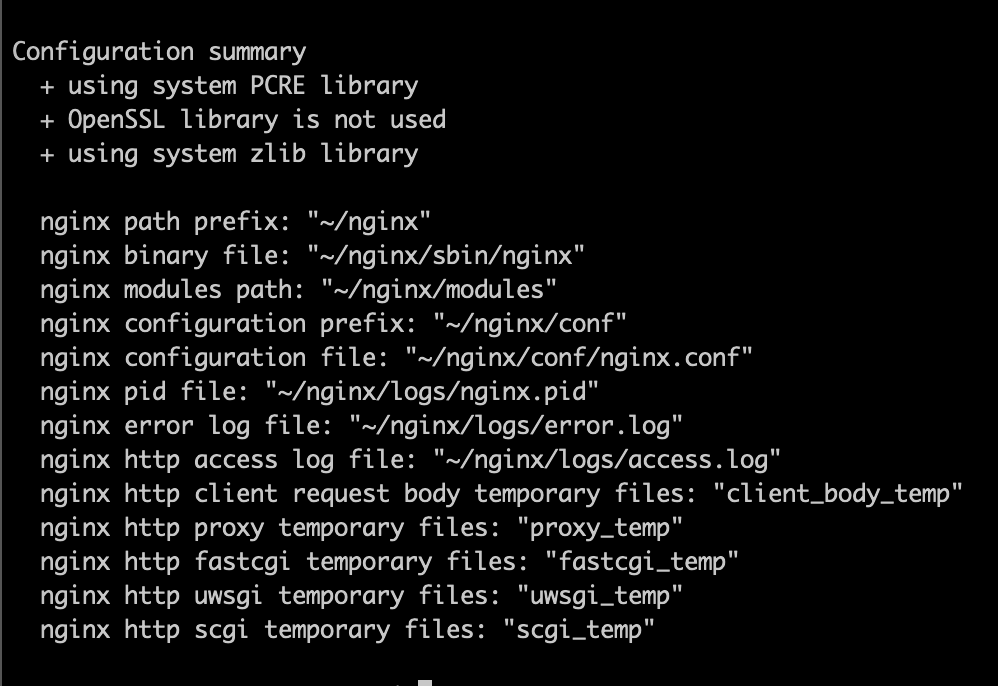 Configuration summary
+ using system PCRE library
+ OpenSSL library is not used
+ using system zlib library
nginx path prefix: "~/nginx"
nginx binary file: "~/nginx/sbin/nginx"
nginx modules path: "~/nginx/modules"
nginx configuration prefix: "~/nginx/conf"
nginx configuration file: "~/nginx/conf/nginx.conf"
nginx pid file: "~/nginx/logs/nginx.pid"
nginx error log file: "~/nginx/logs/error.log"
nginx http access log file: "~/nginx/logs/access.log"
nginx http client request body temporary files: "client_body_temp"
nginx http proxy temporary files: "proxy_temp"
nginx http fastcgi temporary files: "fastcgi_temp"
nginx http uwsgi temporary files: "uwsgi_temp"
nginx http scgi temporary files: "scgi_temp"